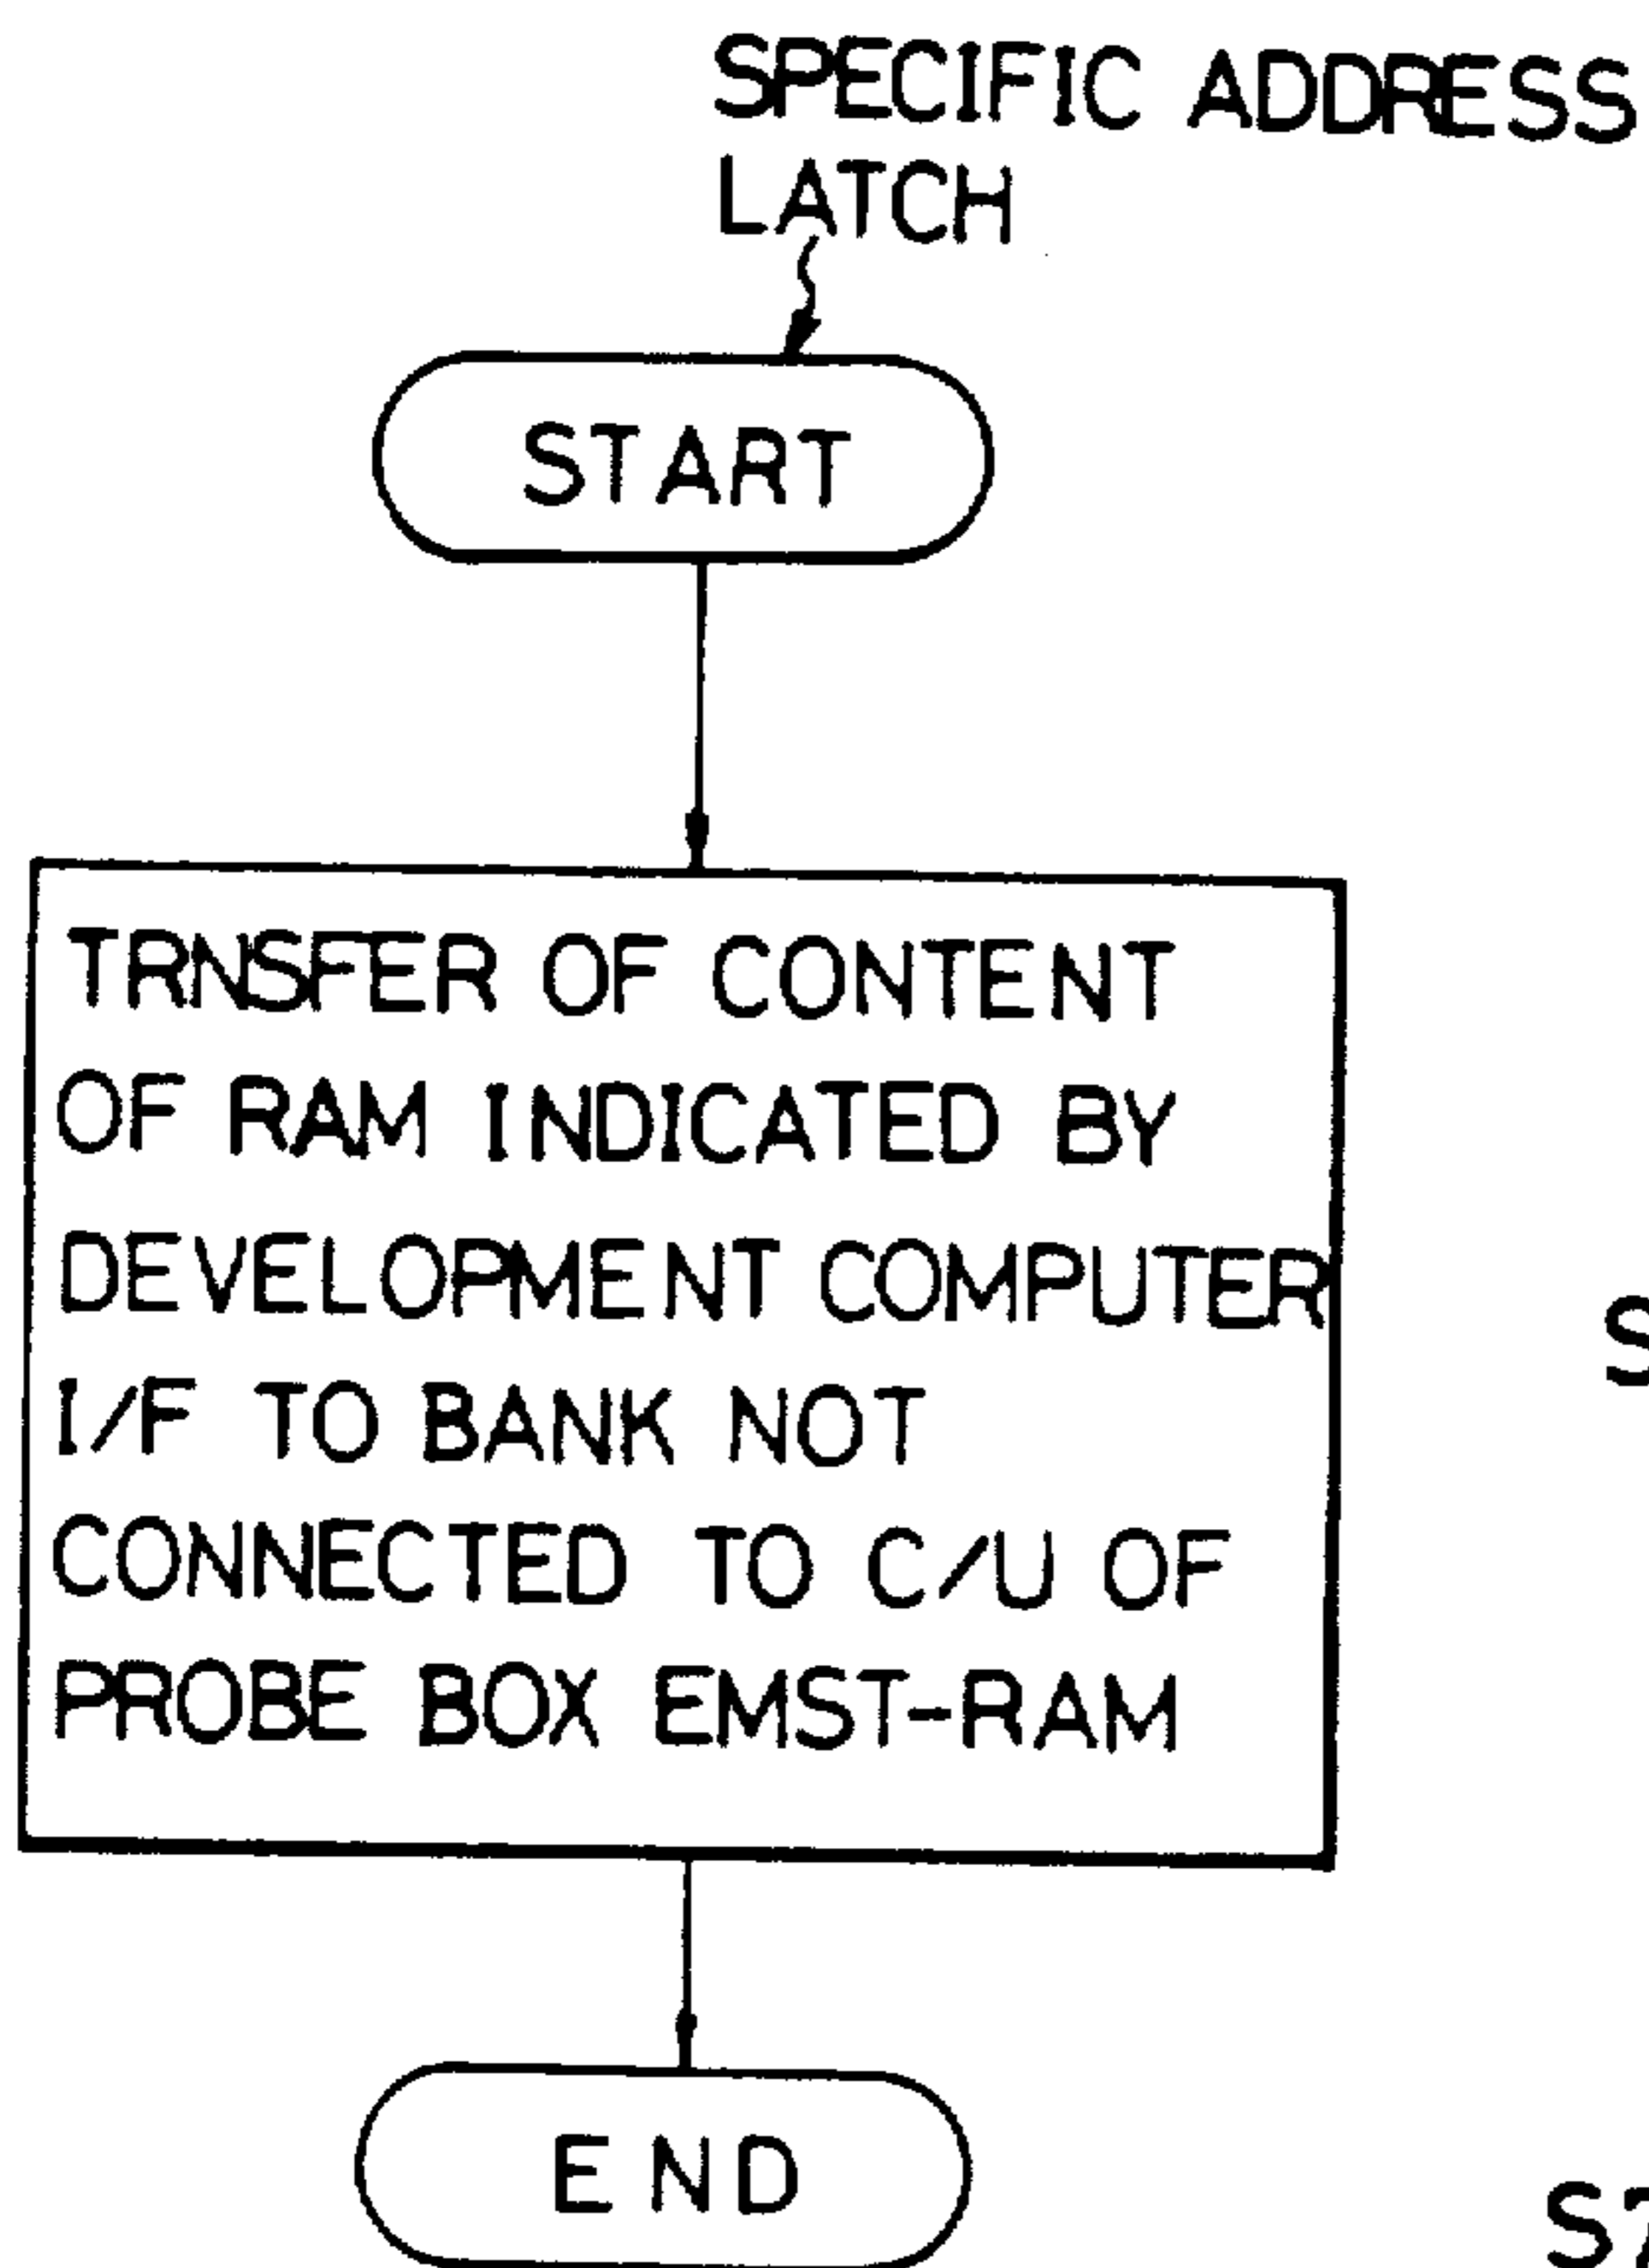 SPECIFIC ADDRESS
LATCH
START
TRNSFER OF CONTENT
OF RAM INDICATED BY
DEVELOPMENT COMPUTER
I/F TO BANK NOT
CONNECTED TO C/U OF
PROBE BOX EMST-RAM
END